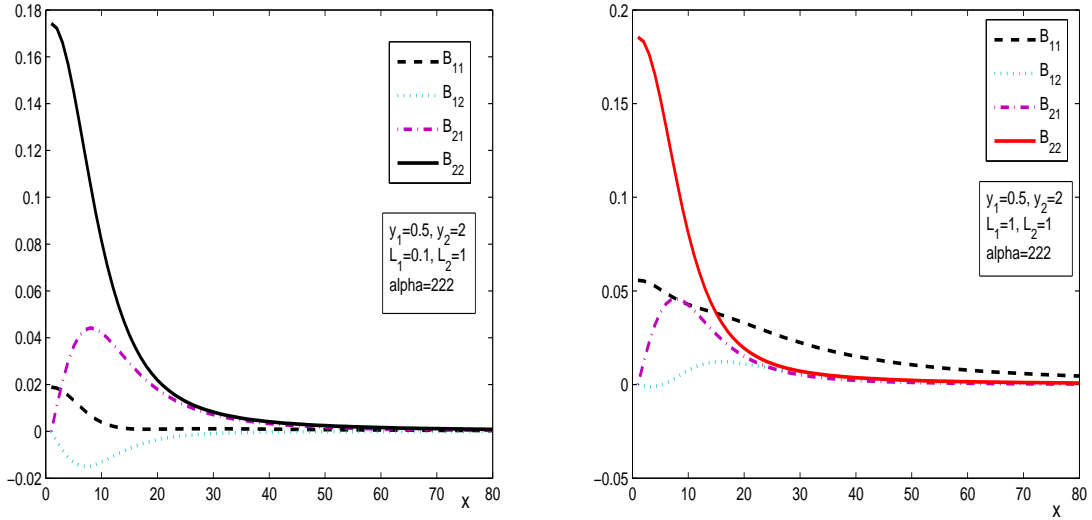 0.18
0.16
0.14
0.12
0.1
0.08
0.06
0.04
0.02
0
−0.02
0 10 20 30 40 50 60 70 80
x
B11
B12
B21
B22
y1=0.5, y2=2
L1=0.1, L2=1
alpha=222
0.2
0.15
0.1
0.05
0
−0.05
0 10 20 30 40 50 60 70 80
x
B11
B12
B21
B22
y1=0.5, y2=2
L1=1, L2=1
alpha=222